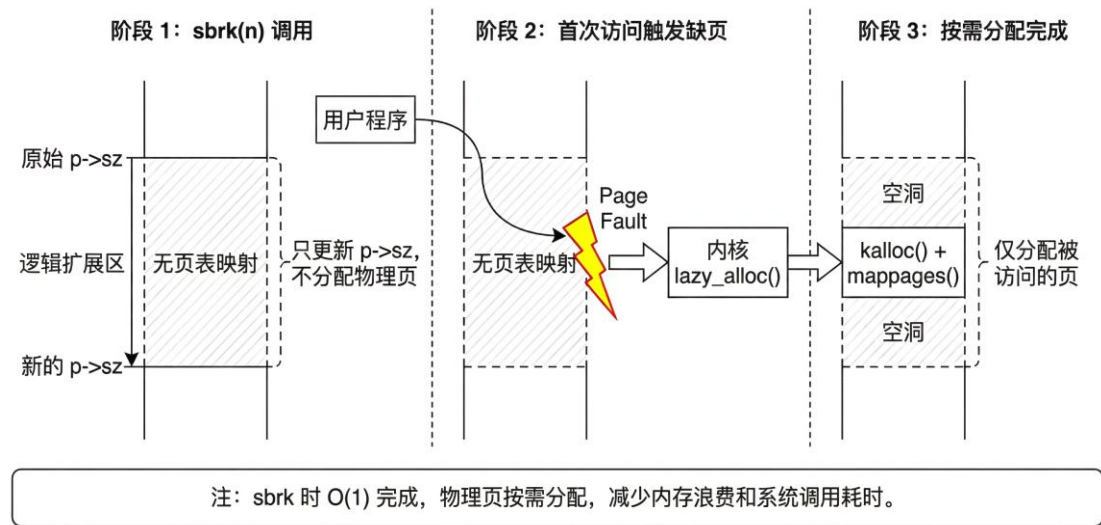 阶段 1：sbrk(n) 调用
阶段 2：首次访问触发缺页
阶段 3：按需分配完成
用户程序
原始 p->sz
逻辑扩展区
新的 p->sz
无页表映射
只更新 p->sz，
不分配物理页
无页表映射
Page
Fault
内核
lazy_alloc()
空洞
kalloc() +
mappages()
空洞
仅分配被
访问的页
注：sbrk 时 O(1) 完成，物理页按需分配，减少内存浪费和系统调用耗时。